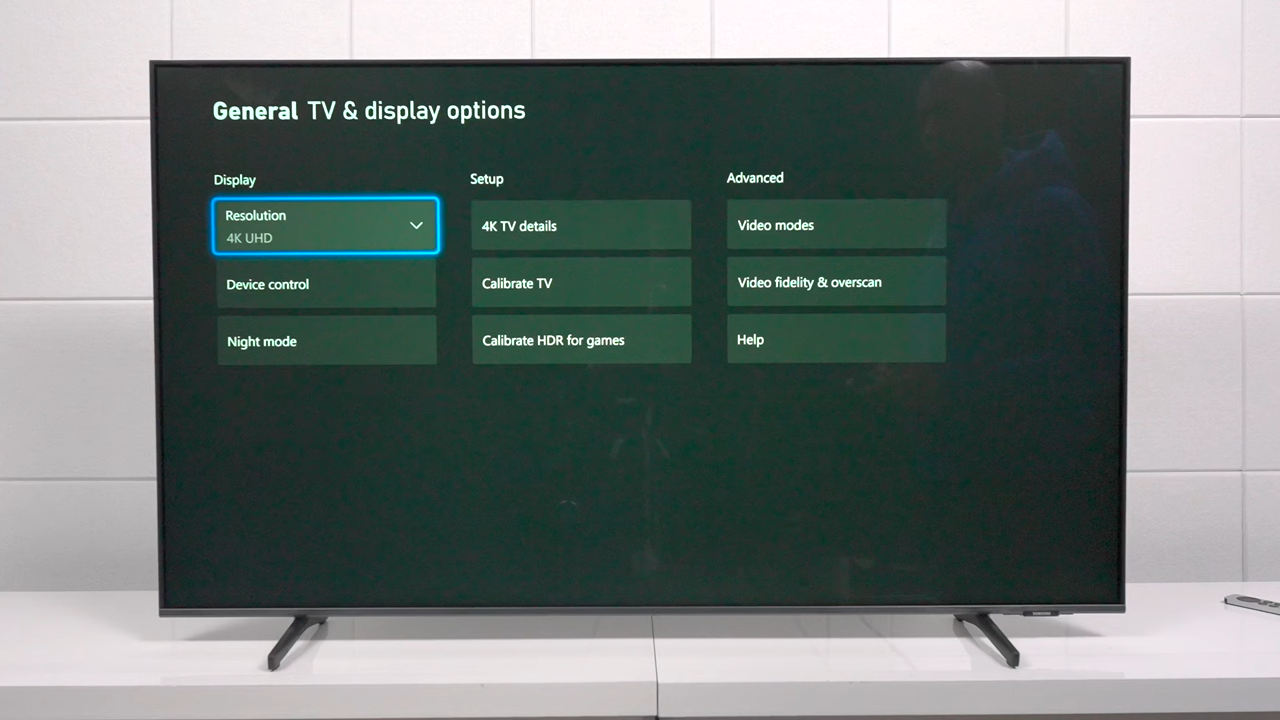 General TV & display options
Display
Resolution
4K UHD
Device control
Night mode
Setup
4K TV details
Calibrate TV
Calibrate HDR for games
Advanced
Video modes
Video fidelity & overscan
Help